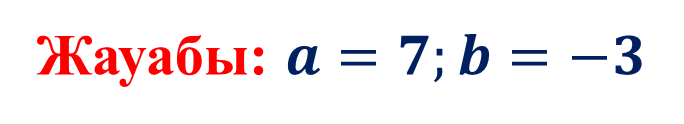 Жауабы: a = 7; b = −3